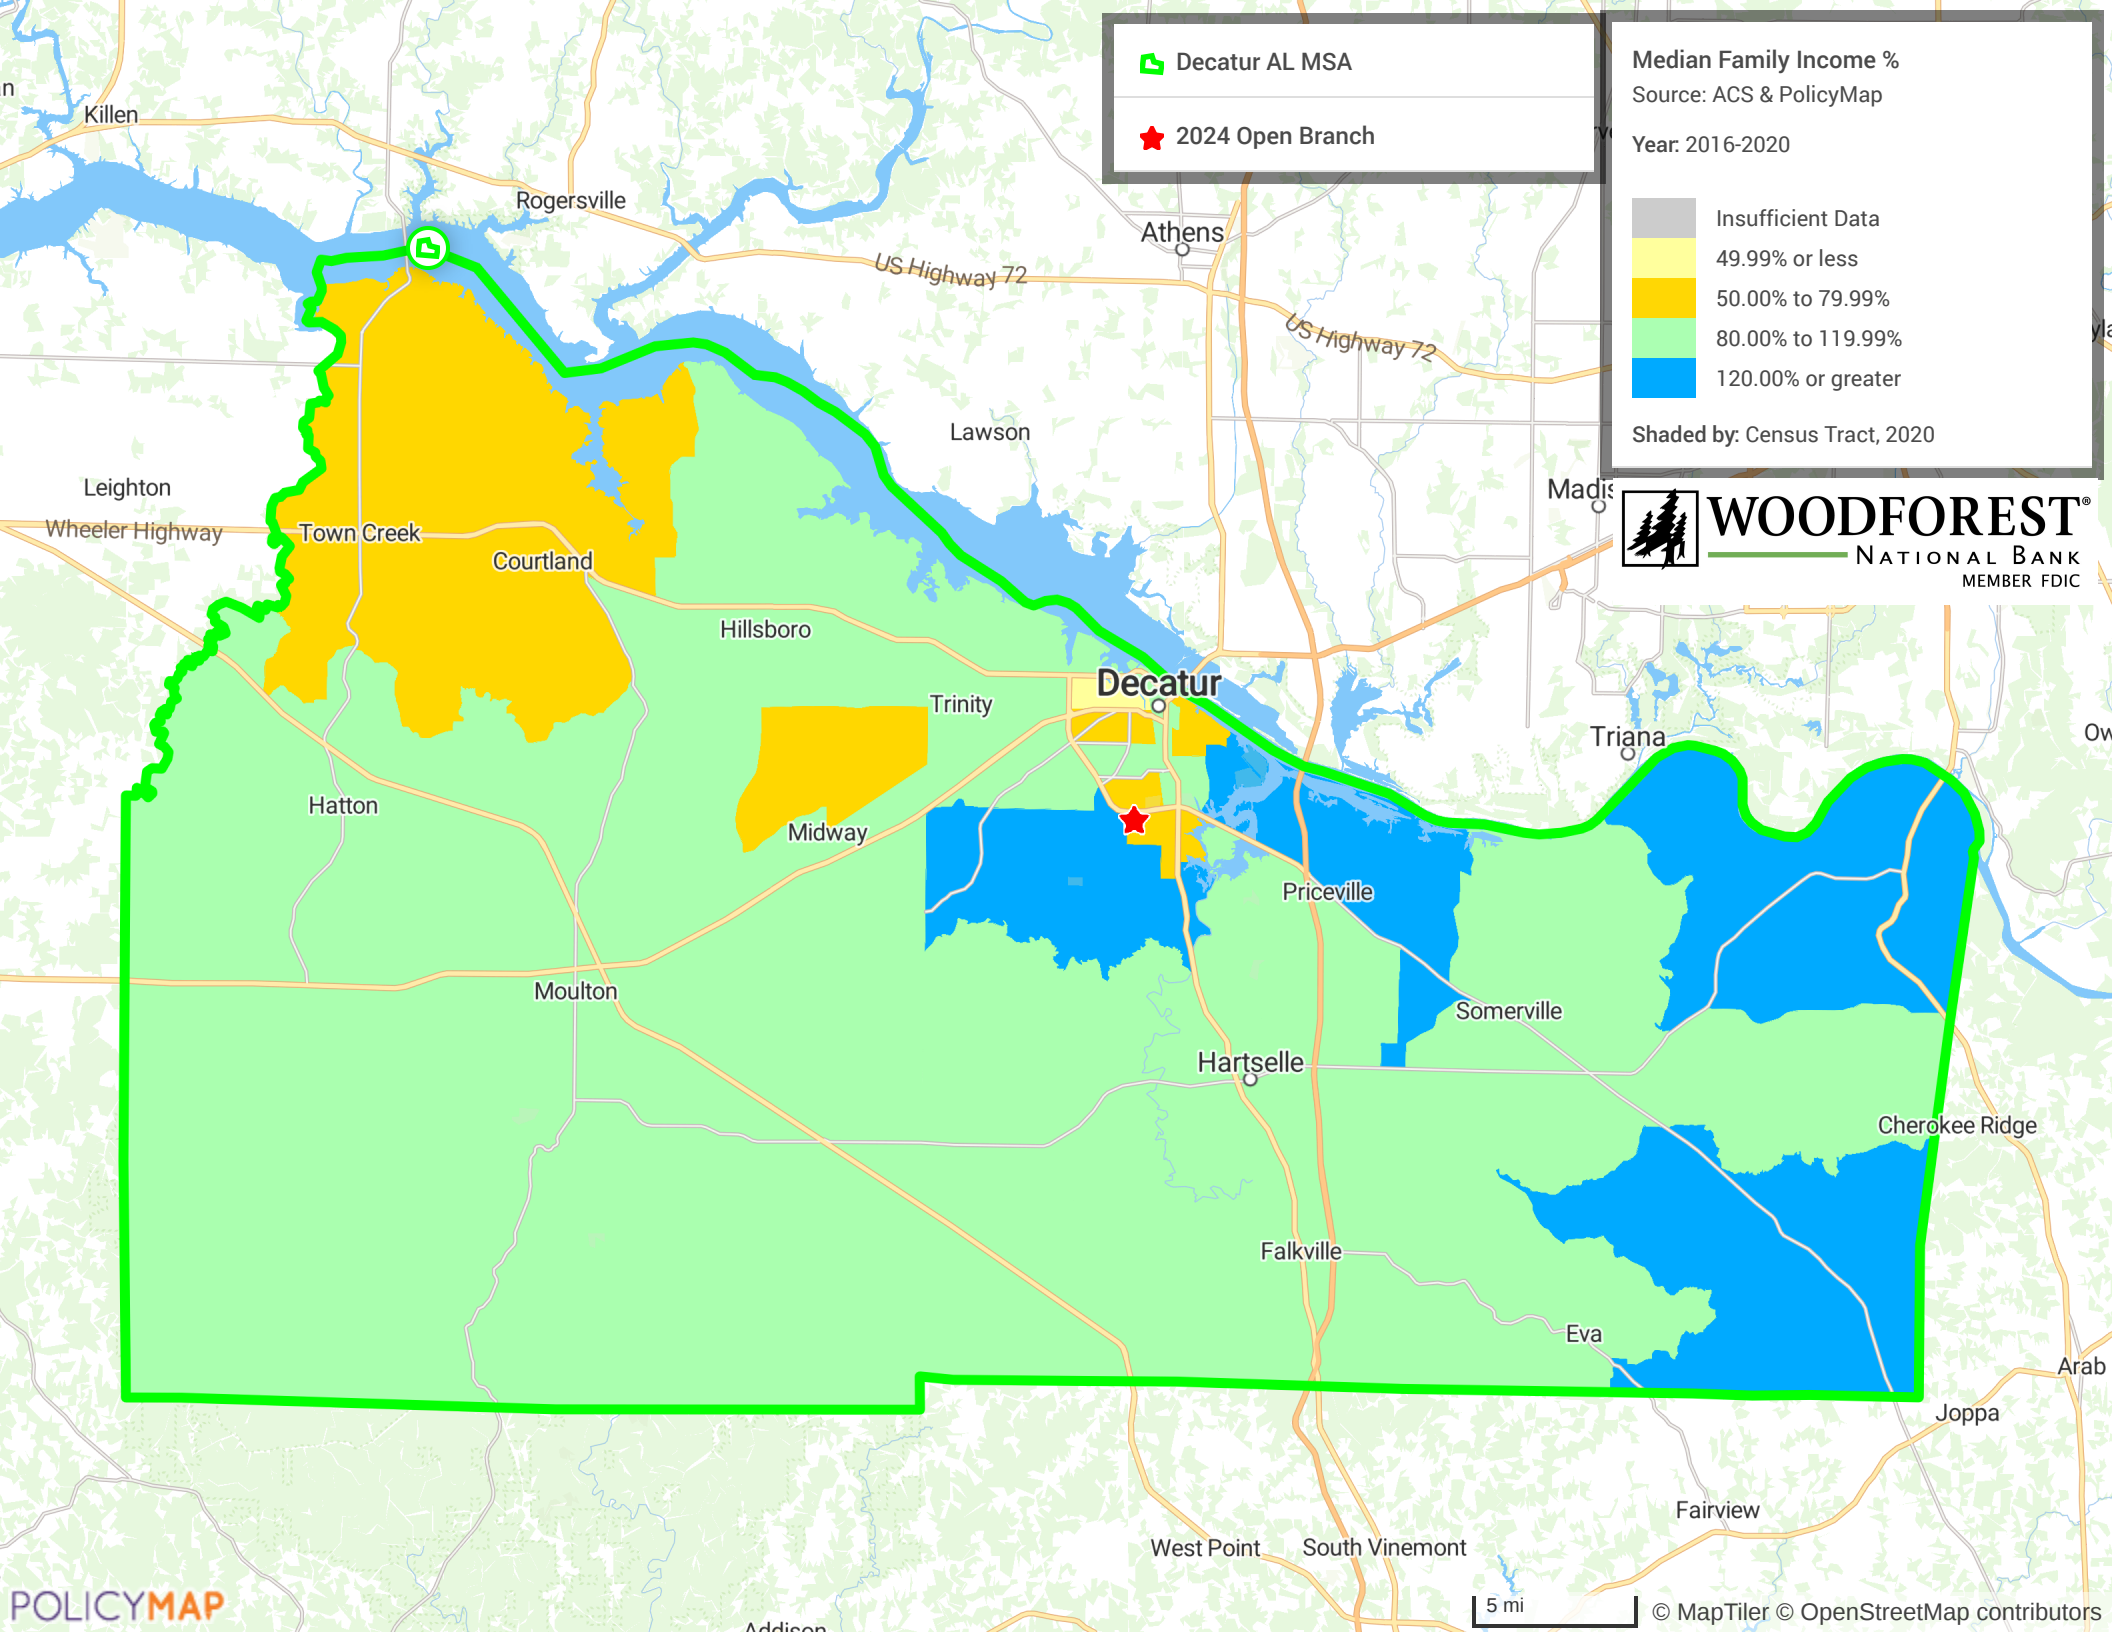 Decatur AL MSA
2024 Open Branch
Median Family Income %
Source: ACS & PolicyMap
Year: 2016-2020
Insufficient Data
49.99% or less
50.00% to 79.99%
80.00% to 119.99%
120.00% or greater
Shaded by: Census Tract, 2020
WOODFOREST®
NATIONAL BANK
MEMBER FDIC
Killen
Rogersville
Athens
US Highway 72
US Highway 72
Lawson
Leighton
Wheeler Highway
Town Creek
Courtland
Hillsboro
Decatur
Trinity
Triana
Hatton
Midway
Priceville
Moulton
Somerville
Hartselle
Cherokee Ridge
Falkville
Eva
Arab
Joppa
Fairview
West Point
South Vinemont
Addison
POLICYMAP
5 mi
© MapTiler © OpenStreetMap contributors